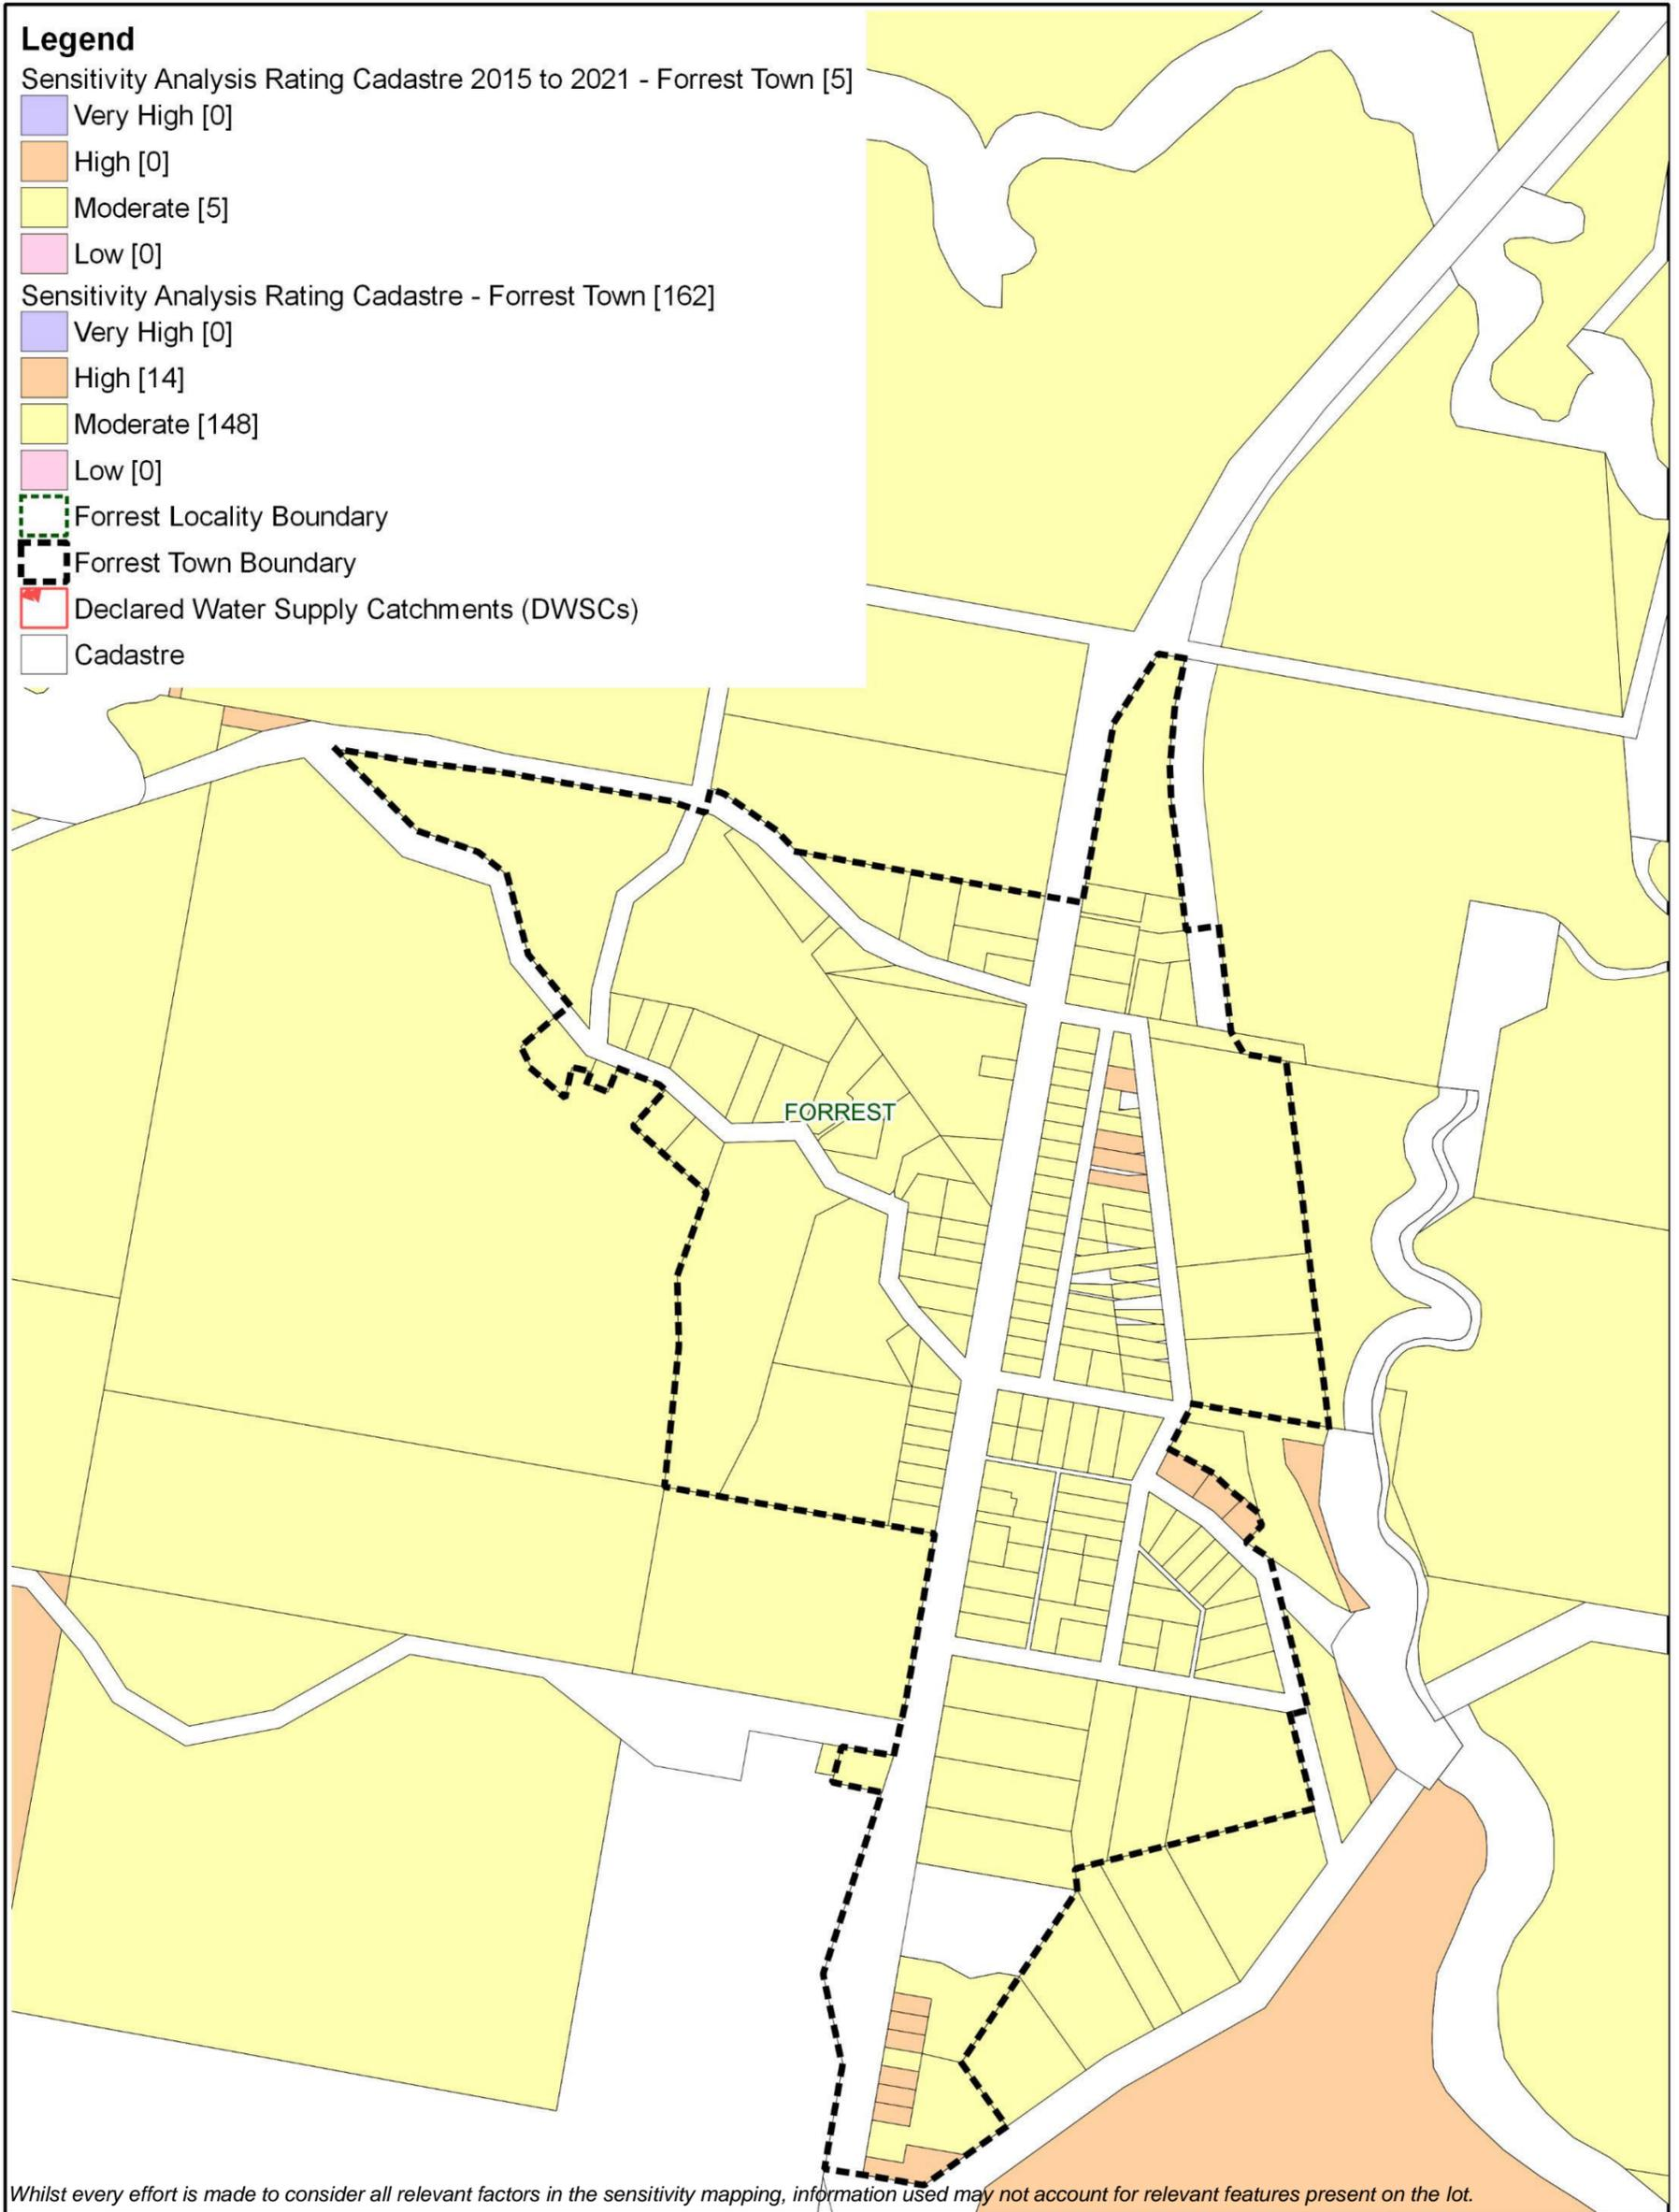 Legend
Sensitivity Analysis Rating Cadastre 2015 to 2021 - Forrest Town [5]
Very High [0]
High [0]
Moderate [5]
Low [0]
Sensitivity Analysis Rating Cadastre - Forrest Town [162]
Very High [0]
High [14]
Moderate [148]
Low [0]
Forrest Locality Boundary
Forrest Town Boundary
Declared Water Supply Catchments (DWSCs)
Cadastre
FORREST
Whilst every effort is made to consider all relevant factors in the sensitivity mapping, information used may not account for relevant features present on the lot.